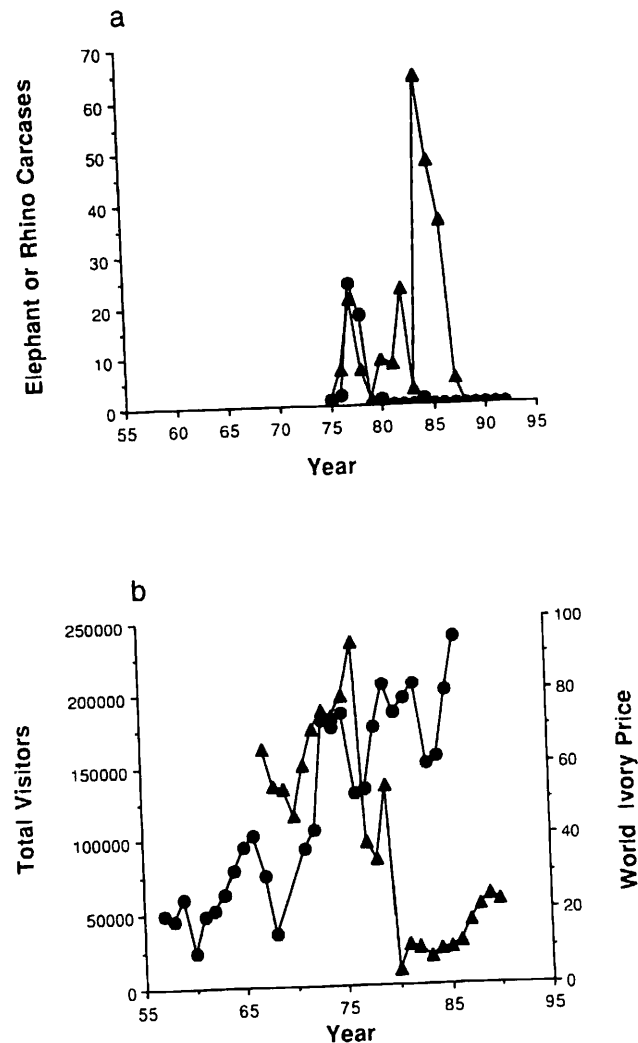 a
Elephant or Rhino Carcases
70
60
50
40
30
20
10
0
55 60 65 70 75 80 85 90 95
Year
b
Total Visitors
250000
200000
150000
100000
50000
0
100
80
60
40
20
0
World Ivory Price
55 65 75 85 95
Year